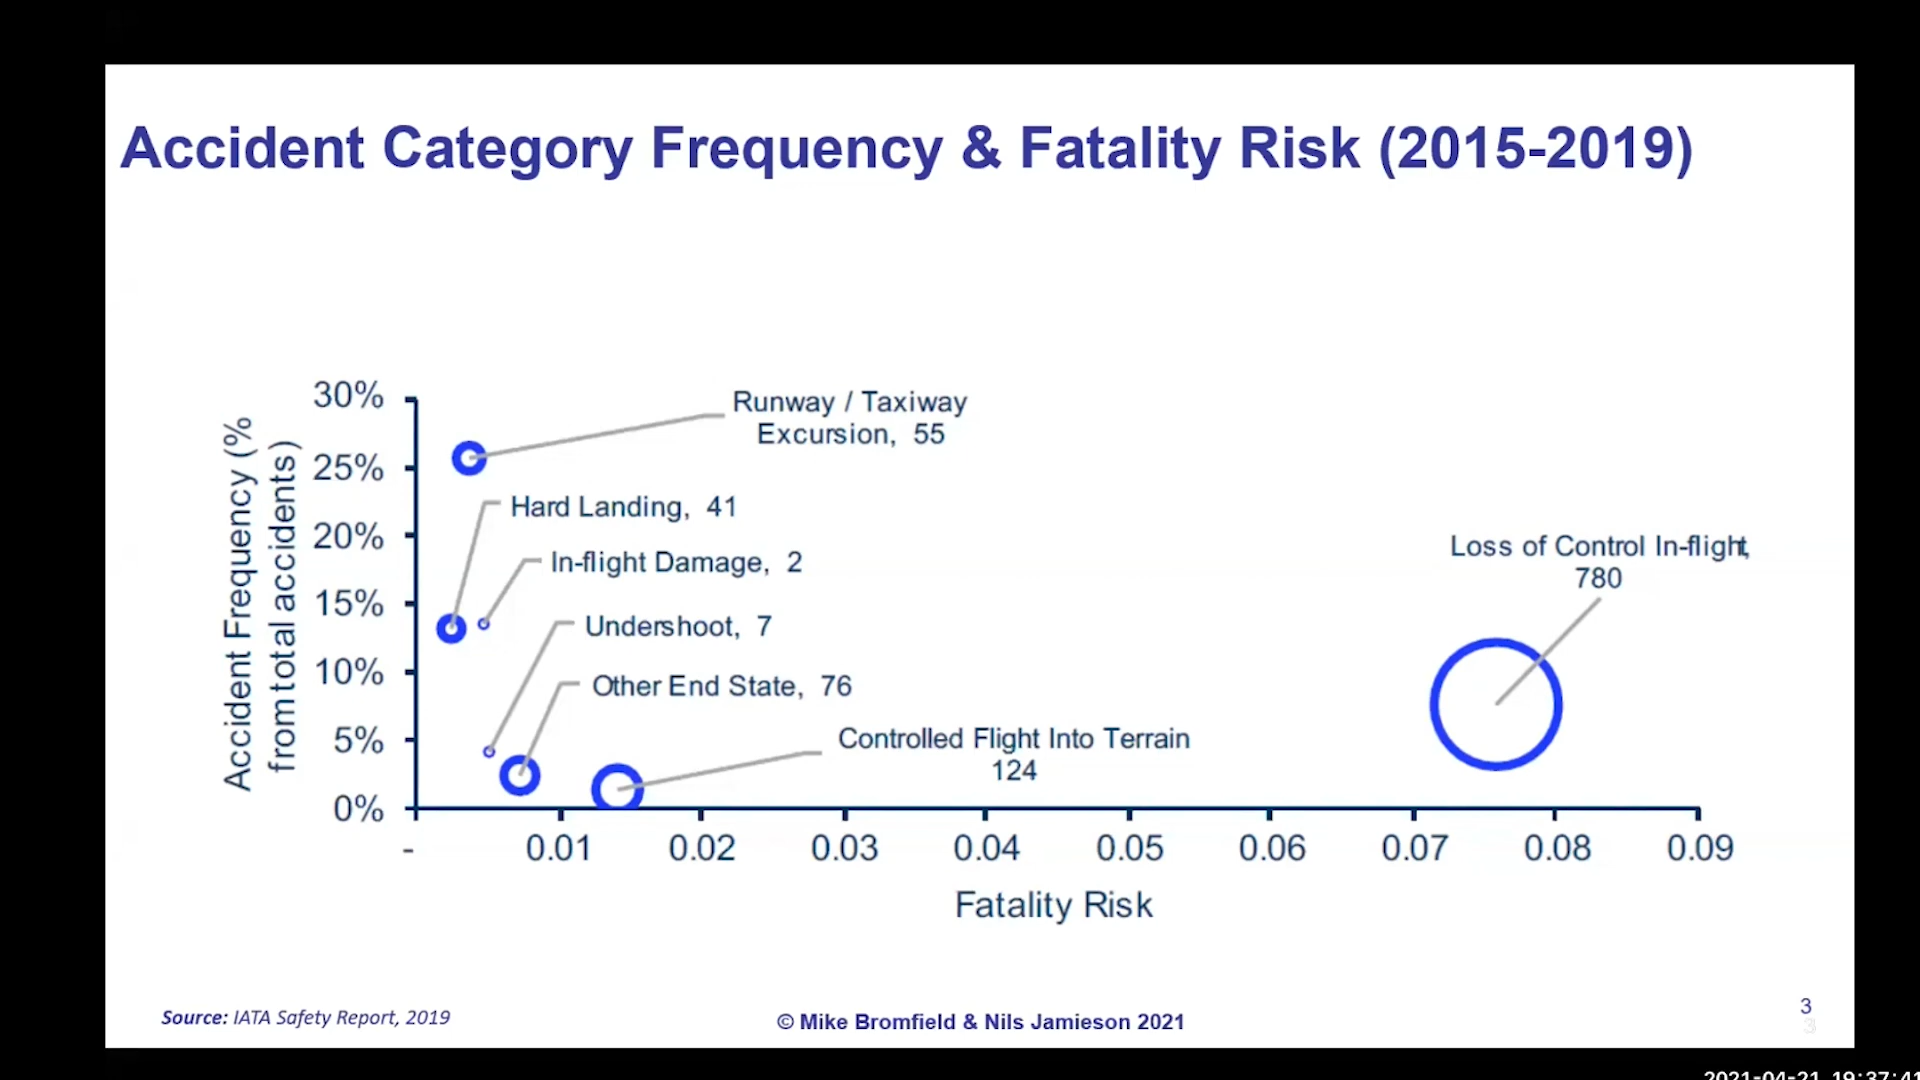 Accident Category Frequency & Fatality Risk (2015-2019)
Accident Frequency (%
from total accidents)
30%
25%
20%
15%
10%
5%
0%
Runway / Taxiway
Excursion, 55
Hard Landing, 41
In-flight Damage, 2
Undershoot, 7
Other End State, 76
Controlled Flight Into Terrain
124
Loss of Control In-flight,
780
- 0.01 0.02 0.03 0.04 0.05 0.06 0.07 0.08 0.09
Fatality Risk
Source: IATA Safety Report, 2019
© Mike Bromfield & Nils Jamieson 2021
3
3
2021-04-21 19:37:41